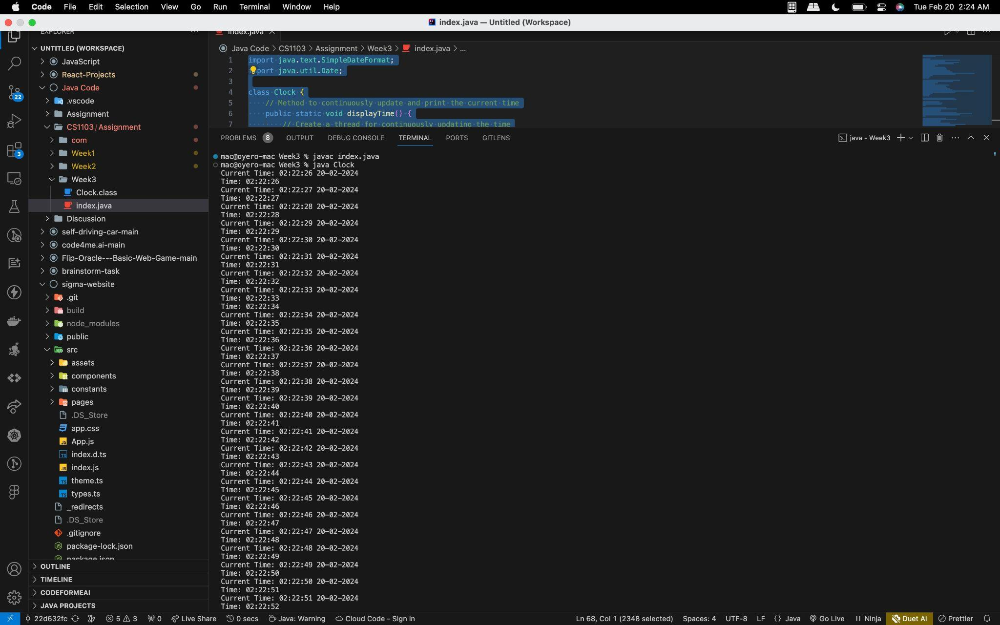 Code File Edit Selection View Go Run Terminal Window Help Tue Feb 20 2:24 AM
index.java — Untitled (Workspace)
EXPLORER
UNTITLED (WORKSPACE)
JavaScript
React-Projects
Java Code
.vscode
Assignment
CS1103/Assignment
com
Week1
Week2
Week3
Clock.class
index.java
Discussion
self-driving-car-main
code4me.ai-main
Flip-Oracle---Basic-Web-Game-main
brainstorm-task
sigma-website
.git
build
node_modules
public
src
assets
components
constants
pages
.DS_Store
app.css
App.js
index.d.ts
index.js
theme.ts
types.ts
_redirects
.DS_Store
.gitignore
package-lock.json
package.json
OUTLINE
TIMELINE
CODEFORMEAI
JAVA PROJECTS
22
3
index.java
Java Code > CS1103 > Assignment > Week3 > index.java > ...
1 import java.text.SimpleDateFormat;
2 import java.util.Date;
3
4 class Clock {
5 // Method to continuously update and print the current time
6 public static void displayTime() {
7 // Create a thread for continuously updating the time
PROBLEMS 8 OUTPUT DEBUG CONSOLE TERMINAL PORTS GITLENS java - Week3
mac@oyero-mac Week3 % javac index.java
mac@oyero-mac Week3 % java Clock
Current Time: 02:22:26 20-02-2024
Time: 02:22:26
Current Time: 02:22:27 20-02-2024
Time: 02:22:27
Current Time: 02:22:28 20-02-2024
Time: 02:22:28
Current Time: 02:22:29 20-02-2024
Time: 02:22:29
Current Time: 02:22:30 20-02-2024
Time: 02:22:30
Current Time: 02:22:31 20-02-2024
Time: 02:22:31
Current Time: 02:22:32 20-02-2024
Time: 02:22:32
Current Time: 02:22:33 20-02-2024
Time: 02:22:33
Time: 02:22:34
Current Time: 02:22:34 20-02-2024
Time: 02:22:35
Current Time: 02:22:35 20-02-2024
Time: 02:22:36
Current Time: 02:22:36 20-02-2024
Time: 02:22:37
Current Time: 02:22:37 20-02-2024
Time: 02:22:38
Current Time: 02:22:38 20-02-2024
Time: 02:22:39
Current Time: 02:22:39 20-02-2024
Time: 02:22:40
Current Time: 02:22:40 20-02-2024
Time: 02:22:41
Current Time: 02:22:41 20-02-2024
Time: 02:22:42
Current Time: 02:22:42 20-02-2024
Time: 02:22:43
Current Time: 02:22:43 20-02-2024
Time: 02:22:44
Current Time: 02:22:44 20-02-2024
Time: 02:22:45
Current Time: 02:22:45 20-02-2024
Time: 02:22:46
Current Time: 02:22:46 20-02-2024
Time: 02:22:47
Current Time: 02:22:47 20-02-2024
Time: 02:22:48
Current Time: 02:22:48 20-02-2024
Time: 02:22:49
Current Time: 02:22:49 20-02-2024
Time: 02:22:50
Current Time: 02:22:50 20-02-2024
Time: 02:22:51
Current Time: 02:22:51 20-02-2024
Time: 02:22:52
22d632fc 5 3 0 Live Share 0 secs Java: Warning Cloud Code - Sign in Ln 68, Col 1 (2348 selected) Spaces: 4 UTF-8 LF {} Java Go Live Ninja Duet AI Prettier